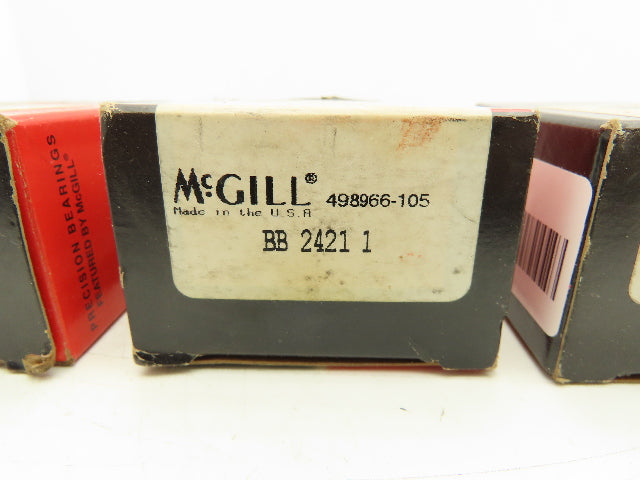 PRECISION BEARINGS
FEATURED BY McGILL®
McGILL® 498966-105
Made in the U.S.A
BB 2421 1